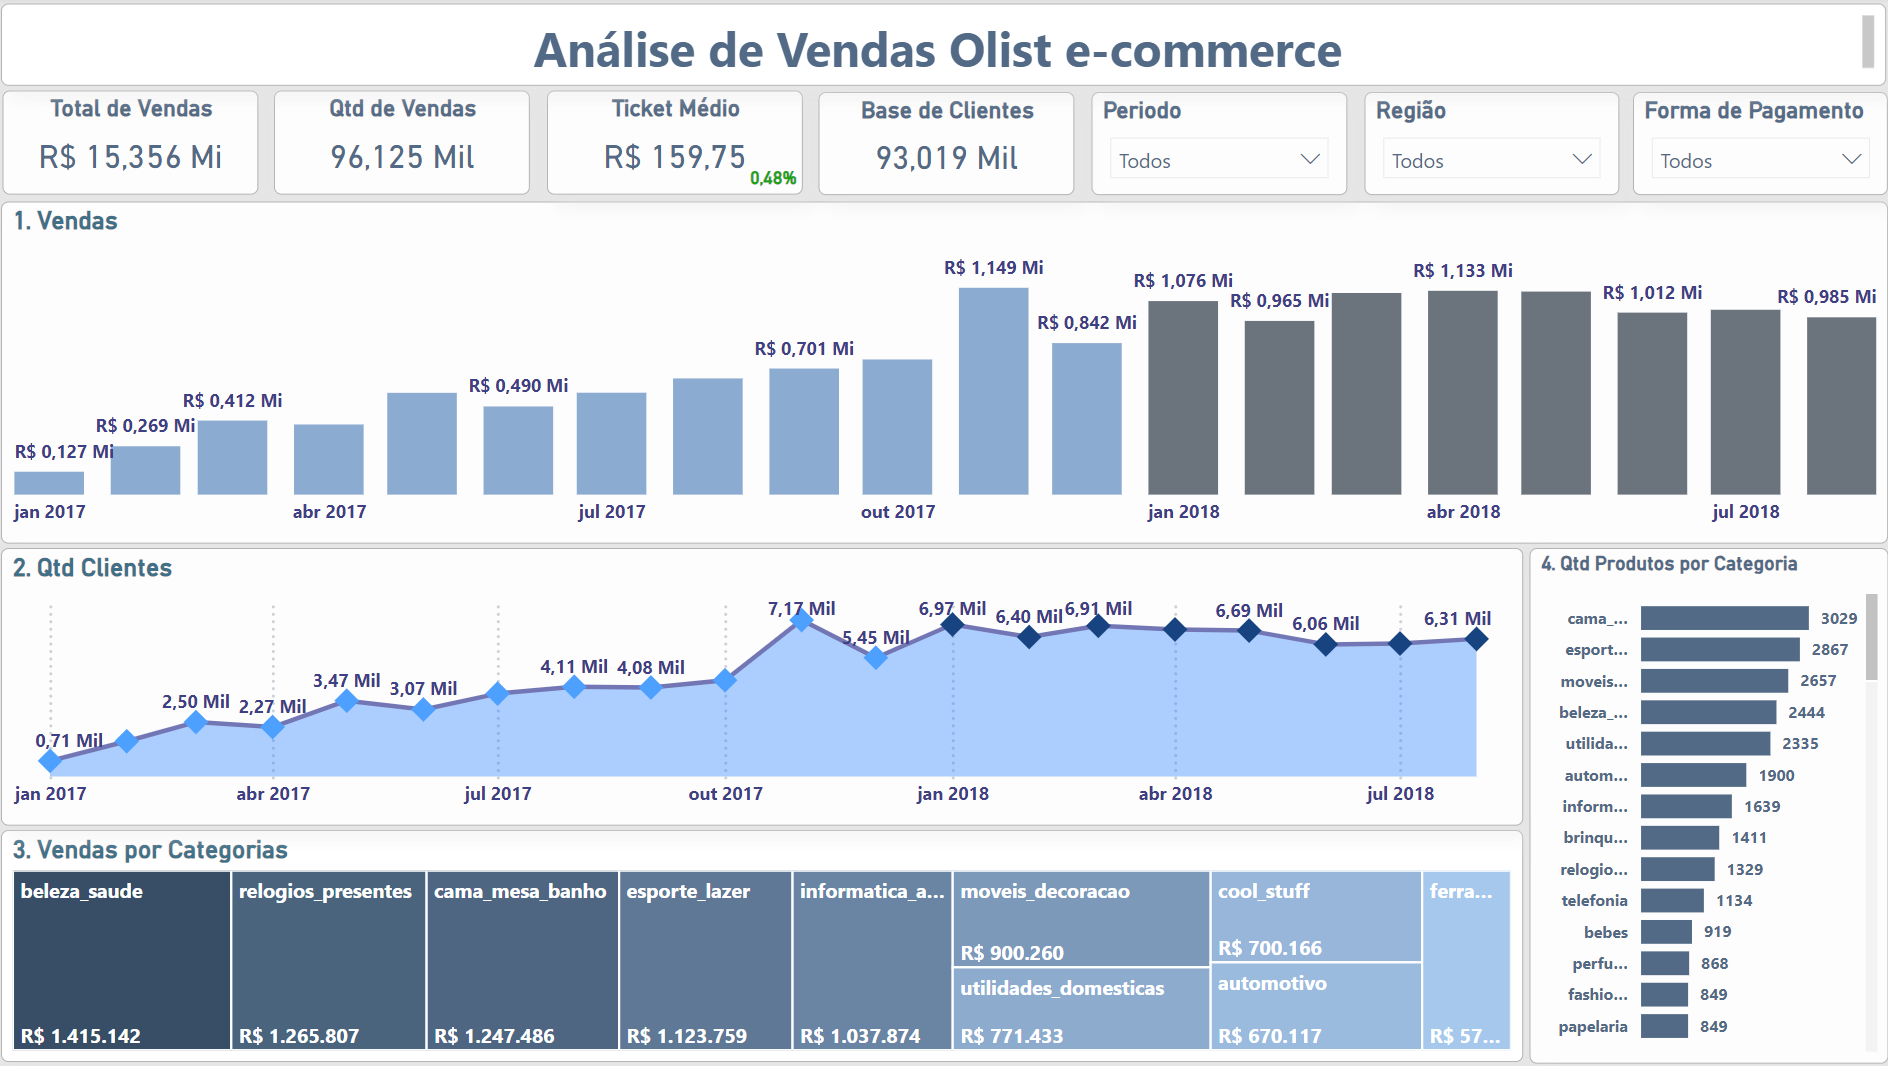 Análise de Vendas Olist e-commerce
Total de Vendas
R$ 15,356 Mi
Qtd de Vendas
96,125 Mil
Ticket Médio
R$ 159,75
0,48%
Base de Clientes
93,019 Mil
Periodo
Todos
Região
Todos
Forma de Pagamento
Todos
1. Vendas
R$ 0,127 Mi
R$ 0,269 Mi
R$ 0,412 Mi
R$ 0,490 Mi
R$ 0,701 Mi
R$ 1,149 Mi
R$ 0,842 Mi
R$ 1,076 Mi
R$ 0,965 Mi
R$ 1,133 Mi
R$ 1,012 Mi
R$ 0,985 Mi
jan 2017
abr 2017
jul 2017
out 2017
jan 2018
abr 2018
jul 2018
2. Qtd Clientes
0,71 Mil
2,50 Mil
2,27 Mil
3,47 Mil
3,07 Mil
4,11 Mil
4,08 Mil
7,17 Mil
5,45 Mil
6,97 Mil
6,40 Mil
6,91 Mil
6,69 Mil
6,06 Mil
6,31 Mil
jan 2017
abr 2017
jul 2017
out 2017
jan 2018
abr 2018
jul 2018
3. Vendas por Categorias
beleza_saude
R$ 1.415.142
relogios_presentes
R$ 1.265.807
cama_mesa_banho
R$ 1.247.486
esporte_lazer
R$ 1.123.759
informatica_a...
R$ 1.037.874
moveis_decoracao
R$ 900.260
utilidades_domesticas
R$ 771.433
cool_stuff
R$ 700.166
automotivo
R$ 670.117
ferra...
R$ 57...
4. Qtd Produtos por Categoria
cama_... 3029
esport... 2867
moveis... 2657
beleza_... 2444
utilida... 2335
autom... 1900
inform... 1639
brinqu... 1411
relogio... 1329
telefonia 1134
bebes 919
perfu... 868
fashio... 849
papelaria 849